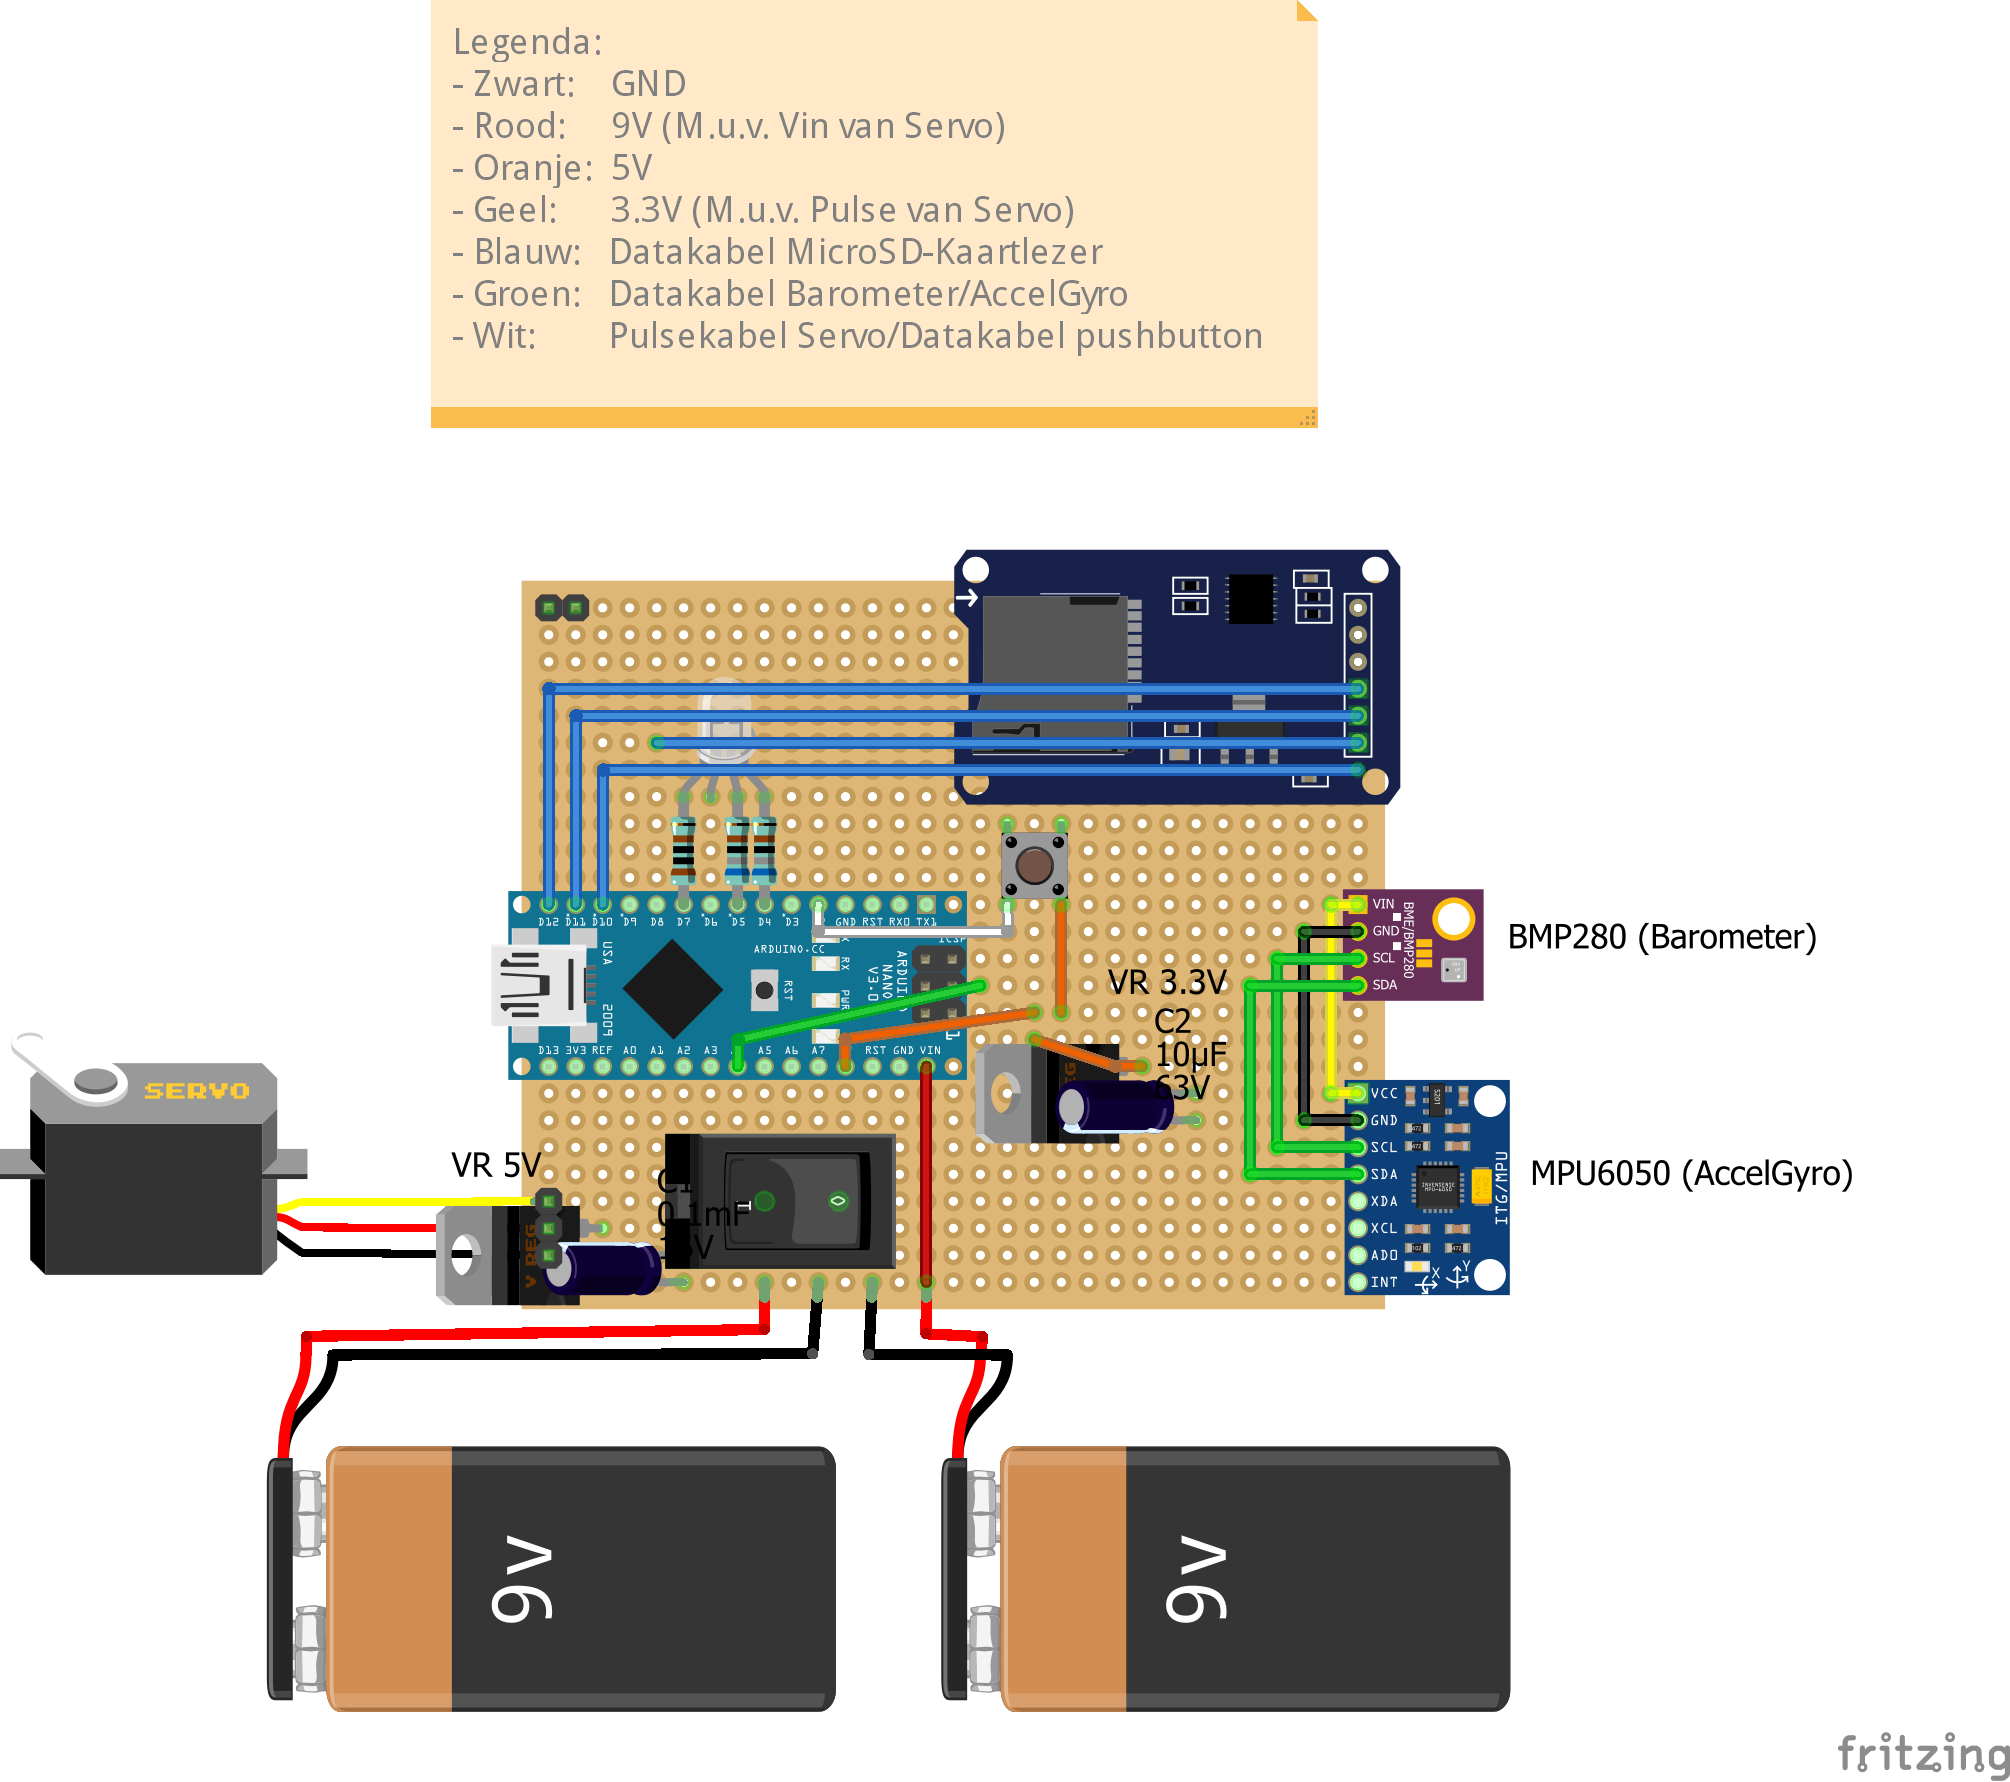 Legenda:
- Zwart: GND
- Rood: 9V (M.u.v. Vin van Servo)
- Oranje: 5V
- Geel: 3.3V (M.u.v. Pulse van Servo)
- Blauw: Datakabel MicroSD-Kaartlezer
- Groen: Datakabel Barometer/AccelGyro
- Wit: Pulsekabel Servo/Datakabel pushbutton
D12 D11 D10 D9 D8 D7 D6 D5 D4 D3 GND RST RX0 TX1
ICSP
ARDUINO.CC
USA
2005
RST
RX
PWR
ARDUINO
NANO
V3.0
1
D13 3V3 REF A0 A1 A2 A3 A5 A6 A7 RST GND VIN
VIN
GND
SCL
SDA
BME/BMP280
BMP280 (Barometer)
VR 3.3V
C2
10µF
63V
VCC
GND
SCL
SDA
XDA
XCL
ADO
INT
ITG/MPU
X
Y
MPU6050 (AccelGyro)
SERVO
VR 5V
V REG
C1
0.1mF
9V
9V
fritzing